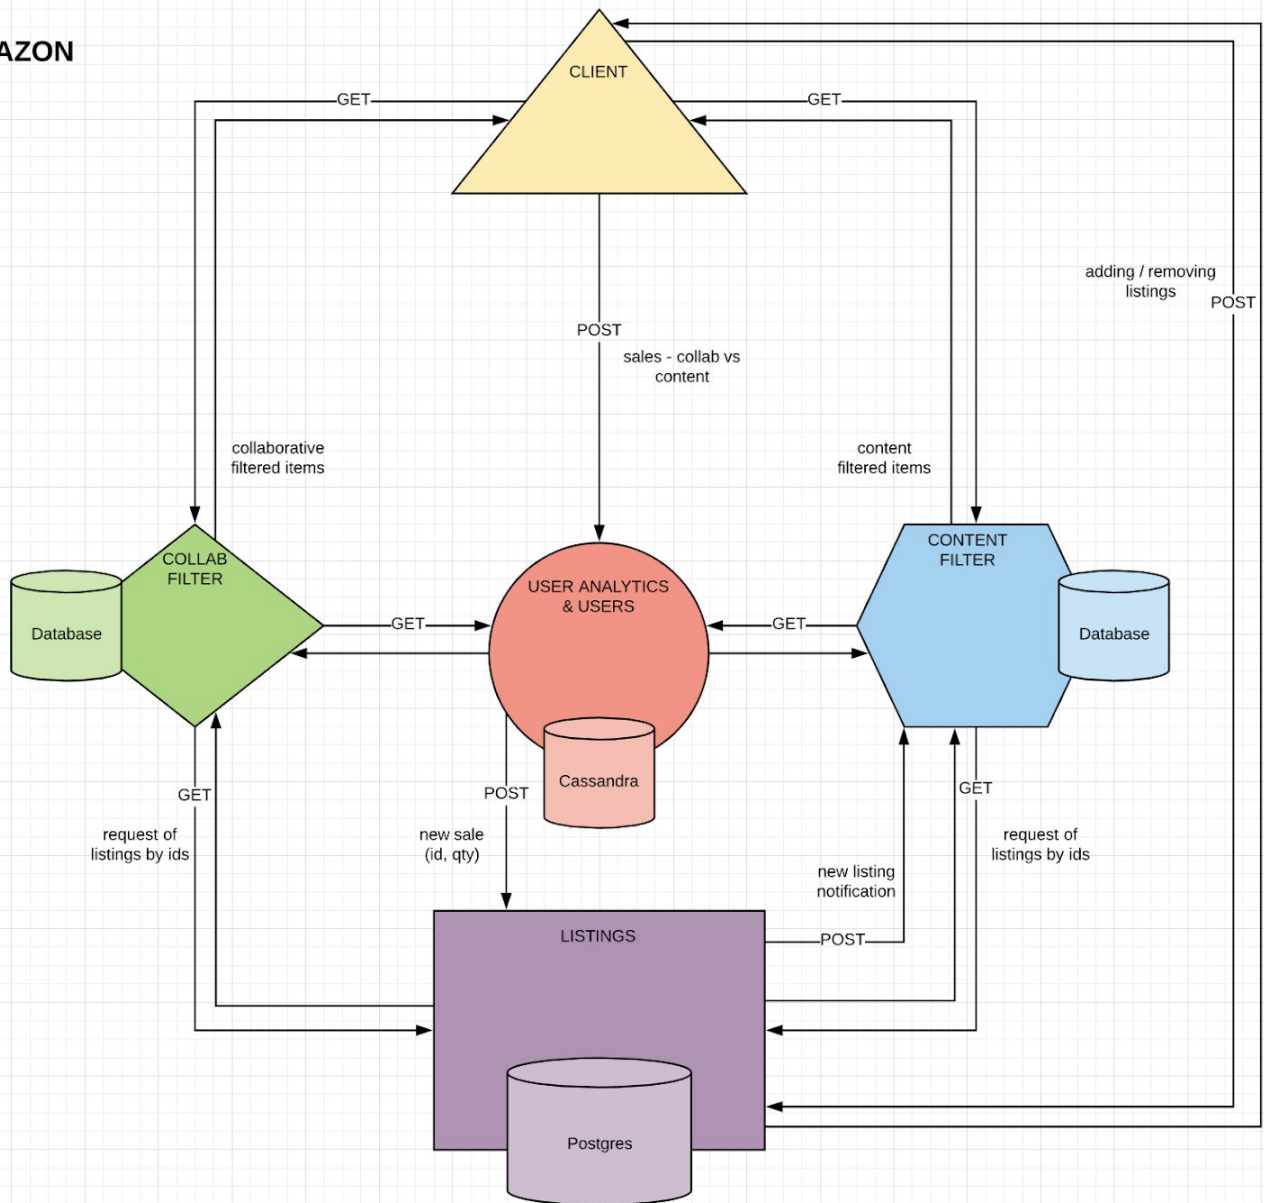 AZON
CLIENT
GET
GET
adding / removing
listings
POST
POST
sales - collab vs
content
collaborative
filtered items
content
filtered items
COLLAB
FILTER
Database
GET
USER ANALYTICS
& USERS
GET
CONTENT
FILTER
Database
Cassandra
GET
request of
listings by ids
POST
new sale
(id, qty)
GET
request of
listings by ids
new listing
notification
POST
LISTINGS
Postgres